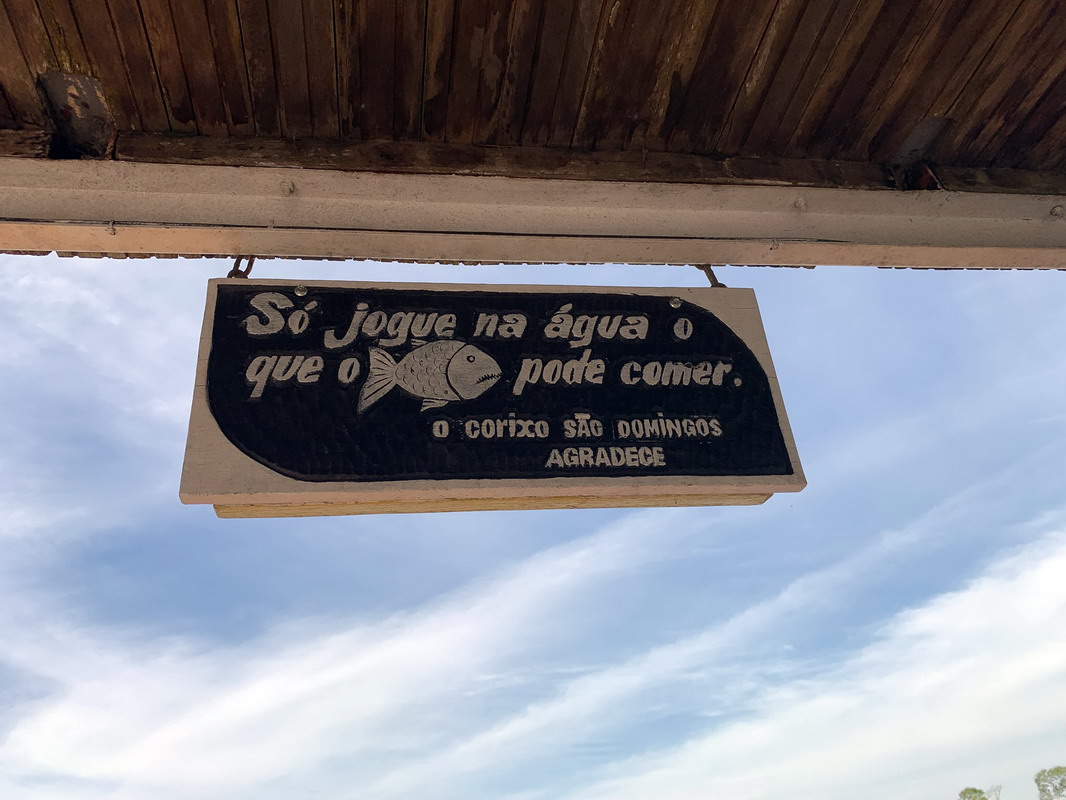 Só jogue na água o
que o pode comer.
o corixo SÃO DOMINGOS
AGRADECE